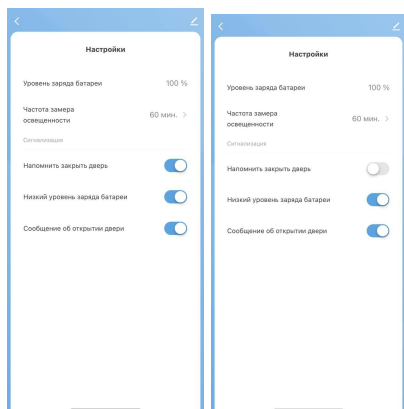 Настройки
Уровень заряда батареи 100 %
Частота замера
освещенности
60 мин.
Сигнализация
Напомнить закрыть дверь
Низкий уровень заряда батареи
Сообщение об открытии двери
Настройки
Уровень заряда батареи 100 %
Частота замера
освещенности
60 мин.
Сигнализация
Напомнить закрыть дверь
Низкий уровень заряда батареи
Сообщение об открытии двери